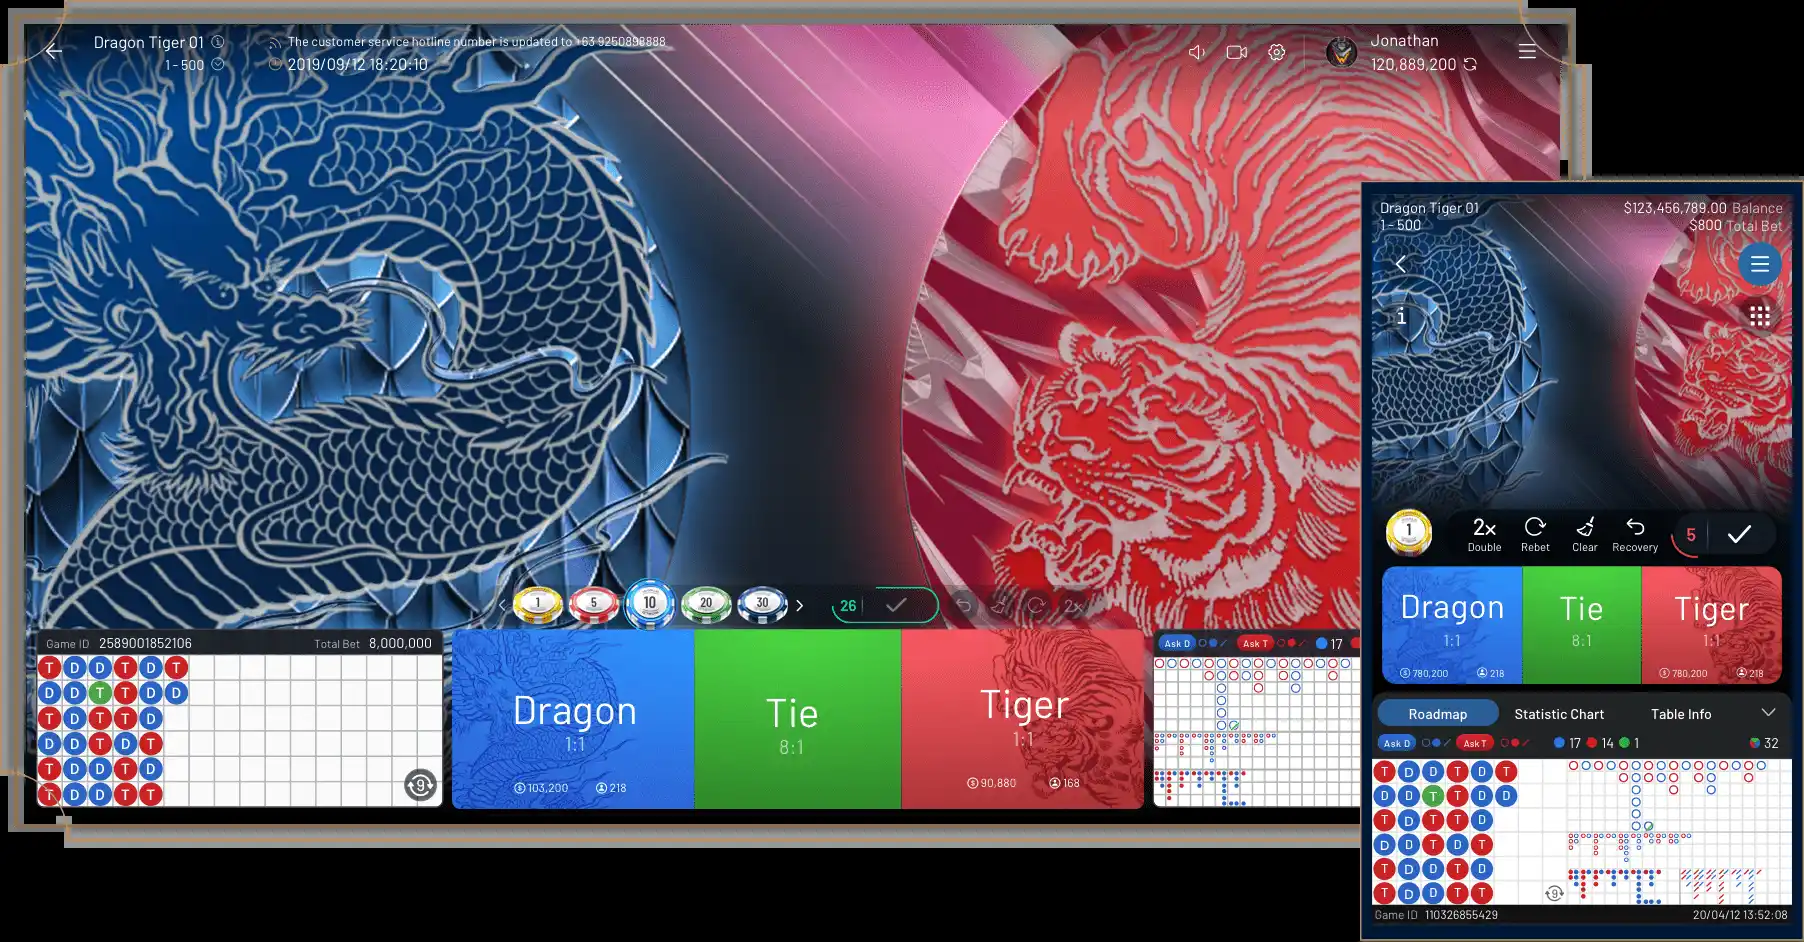 Dragon Tiger 01
1 - 500
The customer service hotline number is updated to +63 9250898888
2019/09/12 18:20:10
Jonathan
120,889,200
1
5
10
20
30
26
2x
Game ID 2589001852106
Total Bet 8,000,000
T D D T D T
D D T T D D
T D T T D
D D T D T
T D D T D
T D D T T
9
Dragon
1:1
103,200 218
Tie
8:1
Tiger
1:1
90,880 168
Ask D
Ask T
17
Dragon Tiger 01
1 - 500
$123,456,789.00 Balance
$800 Total Bet
i
1
2x
Double
Rebet
Clear
Recovery
5
Dragon
1:1
780,200 218
Tie
8:1
Tiger
1:1
780,200 218
Roadmap
Statistic Chart
Table Info
Ask D
Ask T
17 14 1
32
T D D T D T
D D T T D D
T D T T D
D D T D T
T D D T D
T D D T T
9
Game ID 110326855429
20/04/12 13:52:08